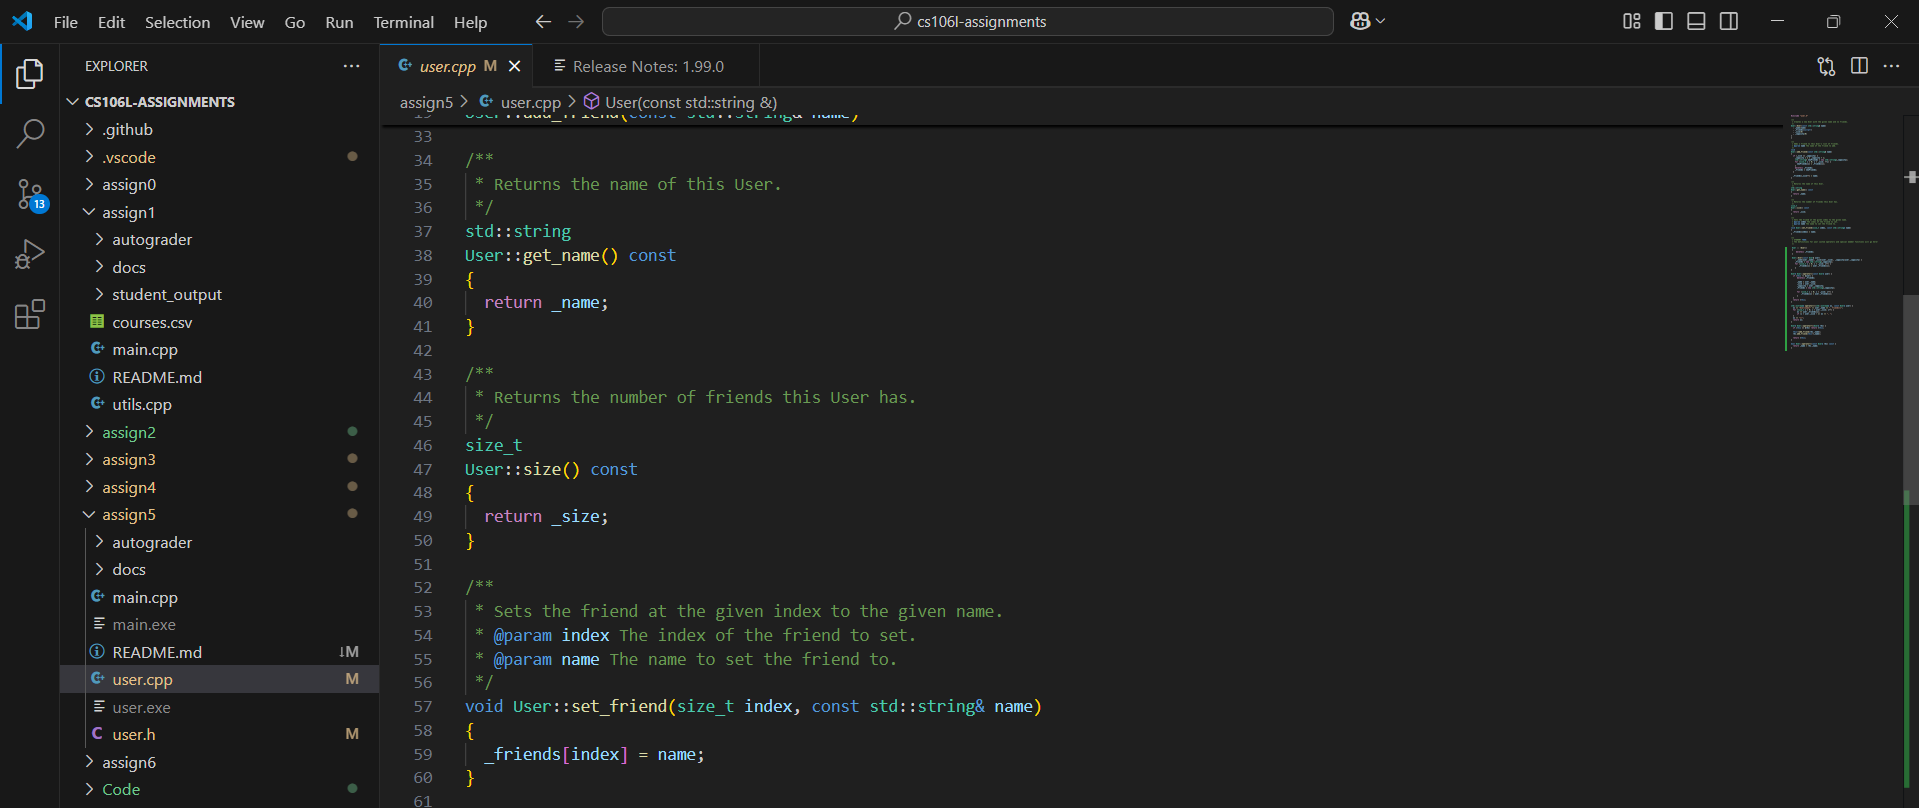 File Edit Selection View Go Run Terminal Help
cs106l-assignments
EXPLORER
CS106L-ASSIGNMENTS
.github
.vscode
assign0
13
assign1
autograder
docs
student_output
courses.csv
main.cpp
README.md
utils.cpp
assign2
assign3
assign4
assign5
autograder
docs
main.cpp
main.exe
README.md ↓M
user.cpp M
user.exe
user.h M
assign6
Code
user.cpp M
Release Notes: 1.99.0
assign5 > user.cpp > User(const std::string &)
19 User::add_friend(const std::string& name)
33
34 /**
35 * Returns the name of this User.
36 */
37 std::string
38 User::get_name() const
39 {
40 return _name;
41 }
42
43 /**
44 * Returns the number of friends this User has.
45 */
46 size_t
47 User::size() const
48 {
49 return _size;
50 }
51
52 /**
53 * Sets the friend at the given index to the given name.
54 * @param index The index of the friend to set.
55 * @param name The name to set the friend to.
56 */
57 void User::set_friend(size_t index, const std::string& name)
58 {
59 _friends[index] = name;
60 }
61